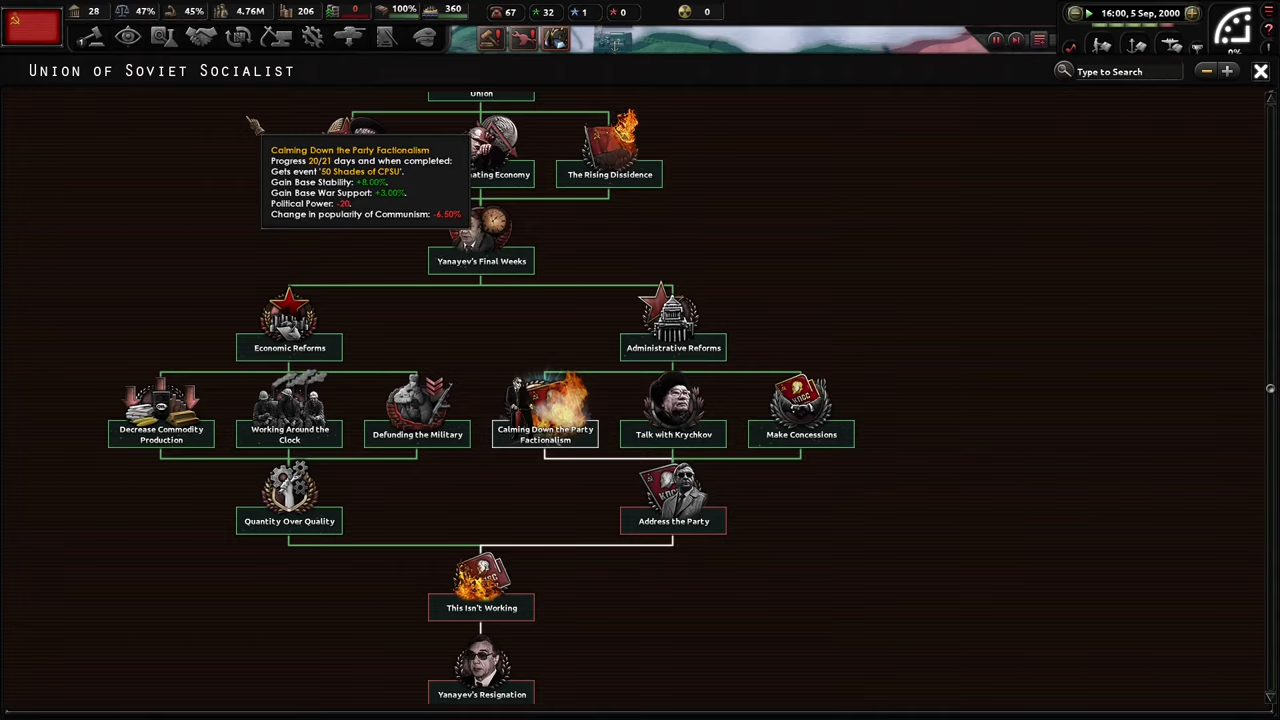 28 47% 45% 4.76M 206 0 100% 360 67 32 1 0 0 16:00, 5 Sep, 2000
0%
Union of Soviet Socialist
Type to Search
Union
Calming Down the Party Factionalism
Progress 20/21 days and when completed:
Gets event '50 Shades of CPSU'.
Gain Base Stability: +8.00%.
Gain Base War Support: +3.00%.
Political Power: -20.
Change in popularity of Communism: -6.50%
nating Economy
The Rising Dissidence
Yanayev's Final Weeks
Economic Reforms
Administrative Reforms
Decrease Commodity
Production
Working Around the
Clock
Defunding the Military
Calming Down the Party
Factionalism
Talk with Krychkov
Make Concessions
Quantity Over Quality
Address the Party
This Isn't Working
Yanayev's Resignation